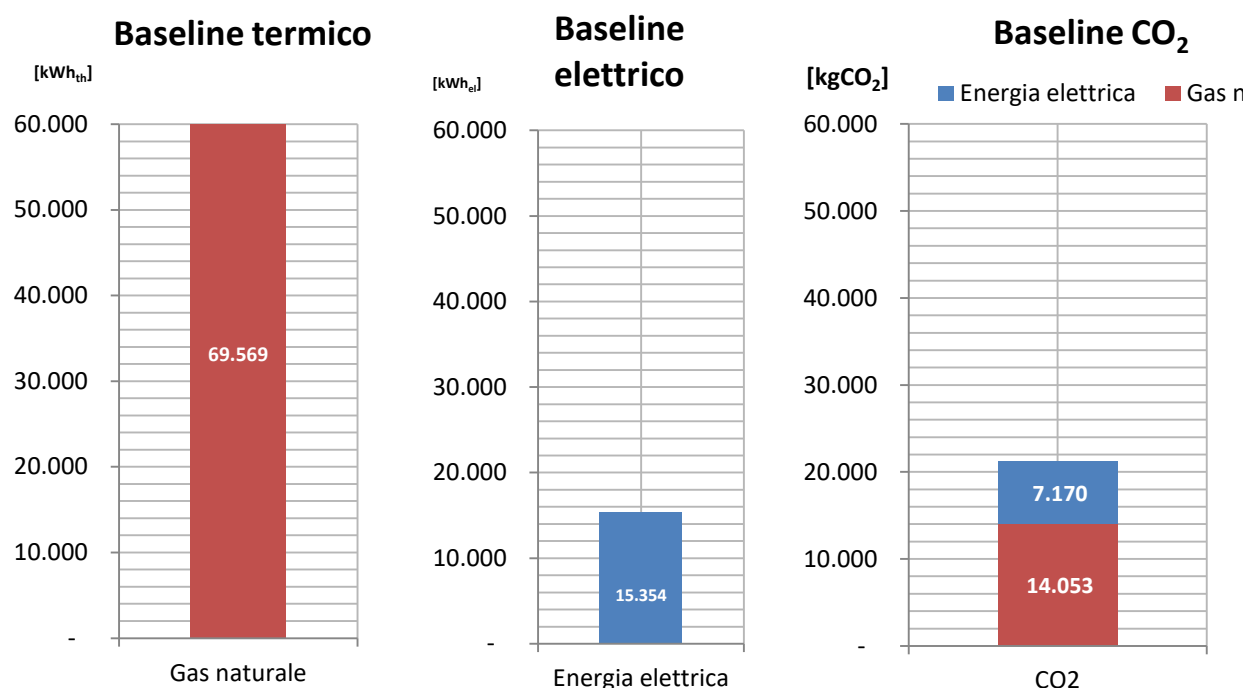 Baseline termico
[kWhth]
60.000
50.000
40.000
30.000
20.000
10.000
-
69.569
Gas naturale
Baseline
elettrico
[kWhel]
60.000
50.000
40.000
30.000
20.000
10.000
-
15.354
Energia elettrica
Baseline CO2
[kgCO2]
Energia elettrica
Gas n
60.000
50.000
40.000
30.000
20.000
10.000
-
7.170
14.053
CO2